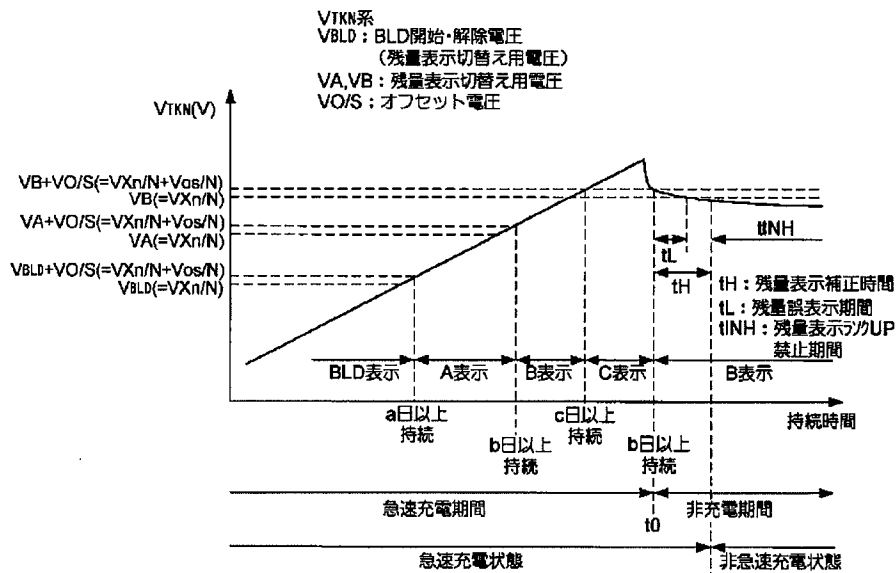 VTKN系
VBLD:BLD開始・解除電圧
(残量表示切替え用電圧)
VA,VB:残量表示切替え用電圧
VO/S:オフセット電圧
VTKN(V)
VB+VO/S(=VXn/N+Vos/N)
VB(=VXn/N)
VA+VO/S(=VXn/N+Vos/N)
VA(=VXn/N)
VBLD+VO/S(=VXn/N+Vos/N)
VBLD(=VXn/N)
tINH
tL
tH
tH:残量表示補正時間
tL:残量誤表示期間
tINH:残量表示ランクUP
禁止期間
BLD表示
A表示
B表示
C表示
B表示
a日以上
持続
b日以上
持続
c日以上
持続
b日以上
持続
持続時間
急速充電期間
t0
非充電期間
急速充電状態
非急速充電状態